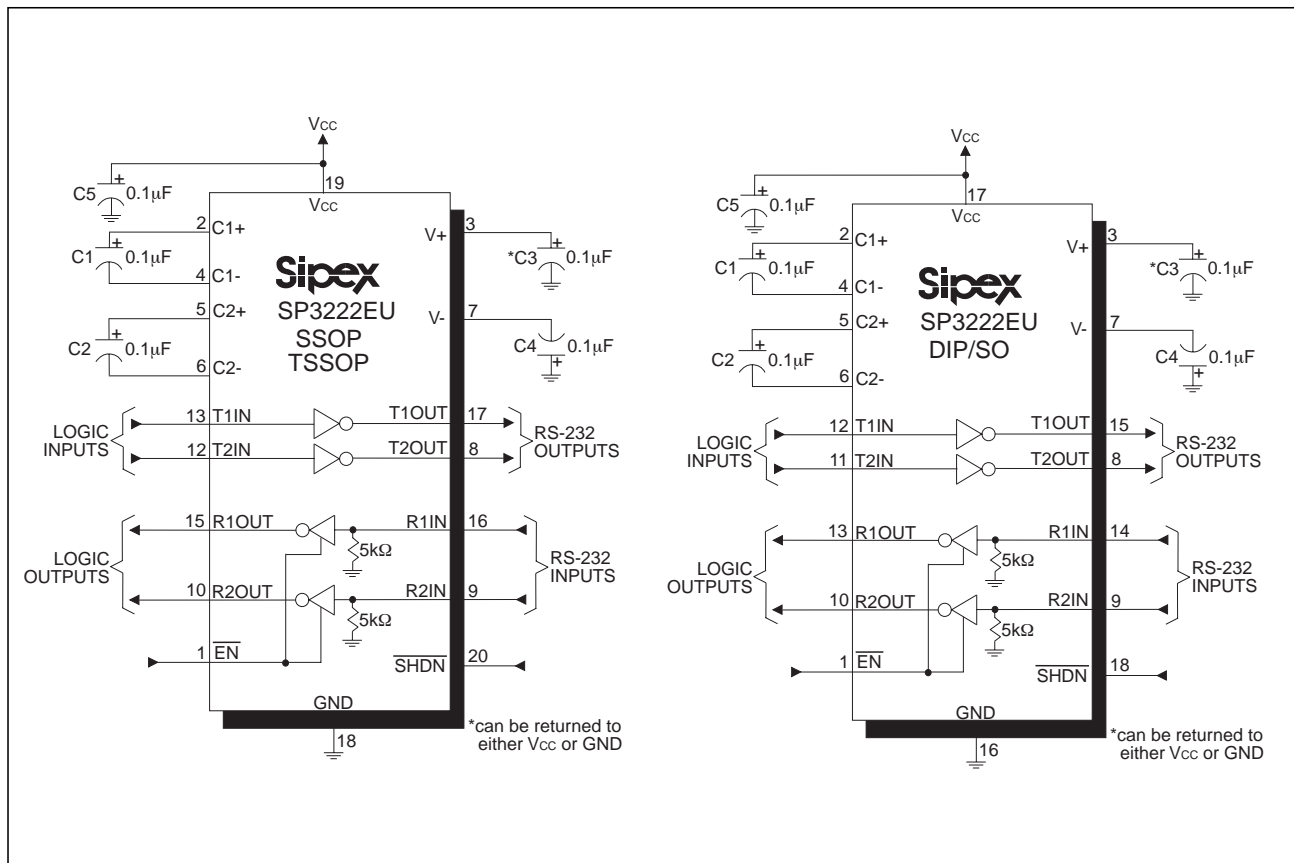 VCC
19
VCC
C5
+
0.1µF
2
C1+
C1
+
0.1µF
4
C1-
5
C2+
C2
+
0.1µF
6
C2-
V+
3
*C3
+
0.1µF
V-
7
C4
0.1µF
+
Sipex
SP3222EU
SSOP
TSSOP
LOGIC
INPUTS
13
T1IN
T1OUT
17
12
T2IN
T2OUT
8
RS-232
OUTPUTS
LOGIC
OUTPUTS
15
R1OUT
R1IN
16
5kΩ
10
R2OUT
R2IN
9
5kΩ
RS-232
INPUTS
1
EN
SHDN
20
GND
18
*can be returned to
either VCC or GND
VCC
17
VCC
C5
+
0.1µF
2
C1+
C1
+
0.1µF
4
C1-
5
C2+
C2
+
0.1µF
6
C2-
V+
3
*C3
+
0.1µF
V-
7
C4
0.1µF
+
Sipex
SP3222EU
DIP/SO
LOGIC
INPUTS
12
T1IN
T1OUT
15
11
T2IN
T2OUT
8
RS-232
OUTPUTS
LOGIC
OUTPUTS
13
R1OUT
R1IN
14
5kΩ
10
R2OUT
R2IN
9
5kΩ
RS-232
INPUTS
1
EN
SHDN
18
GND
16
*can be returned to
either VCC or GND